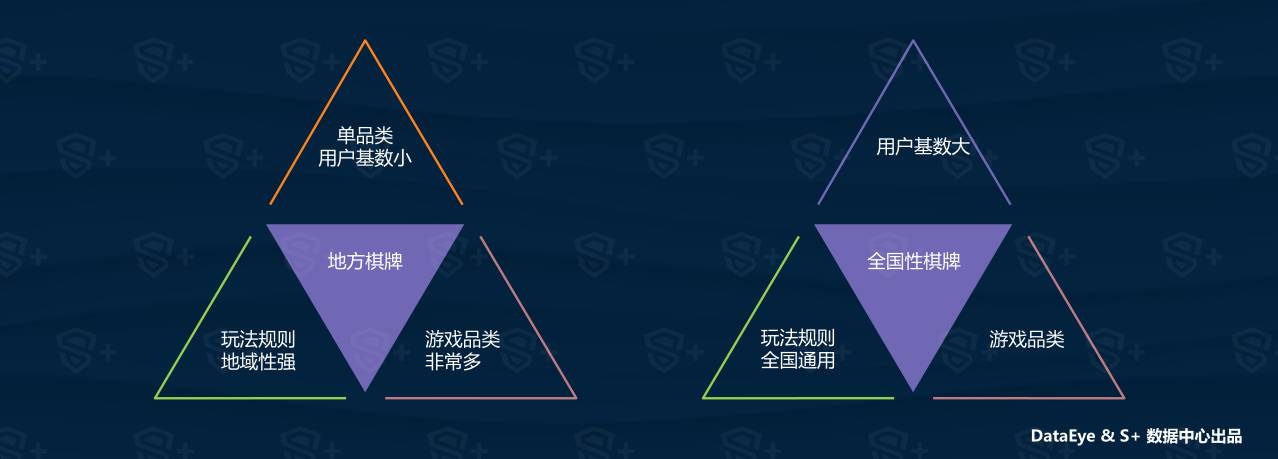 单品类
用户基数小
地方棋牌
玩法规则
地域性强
游戏品类
非常多
用户基数大
全国性棋牌
玩法规则
全国通用
游戏品类
DataEye & S+ 数据中心出品